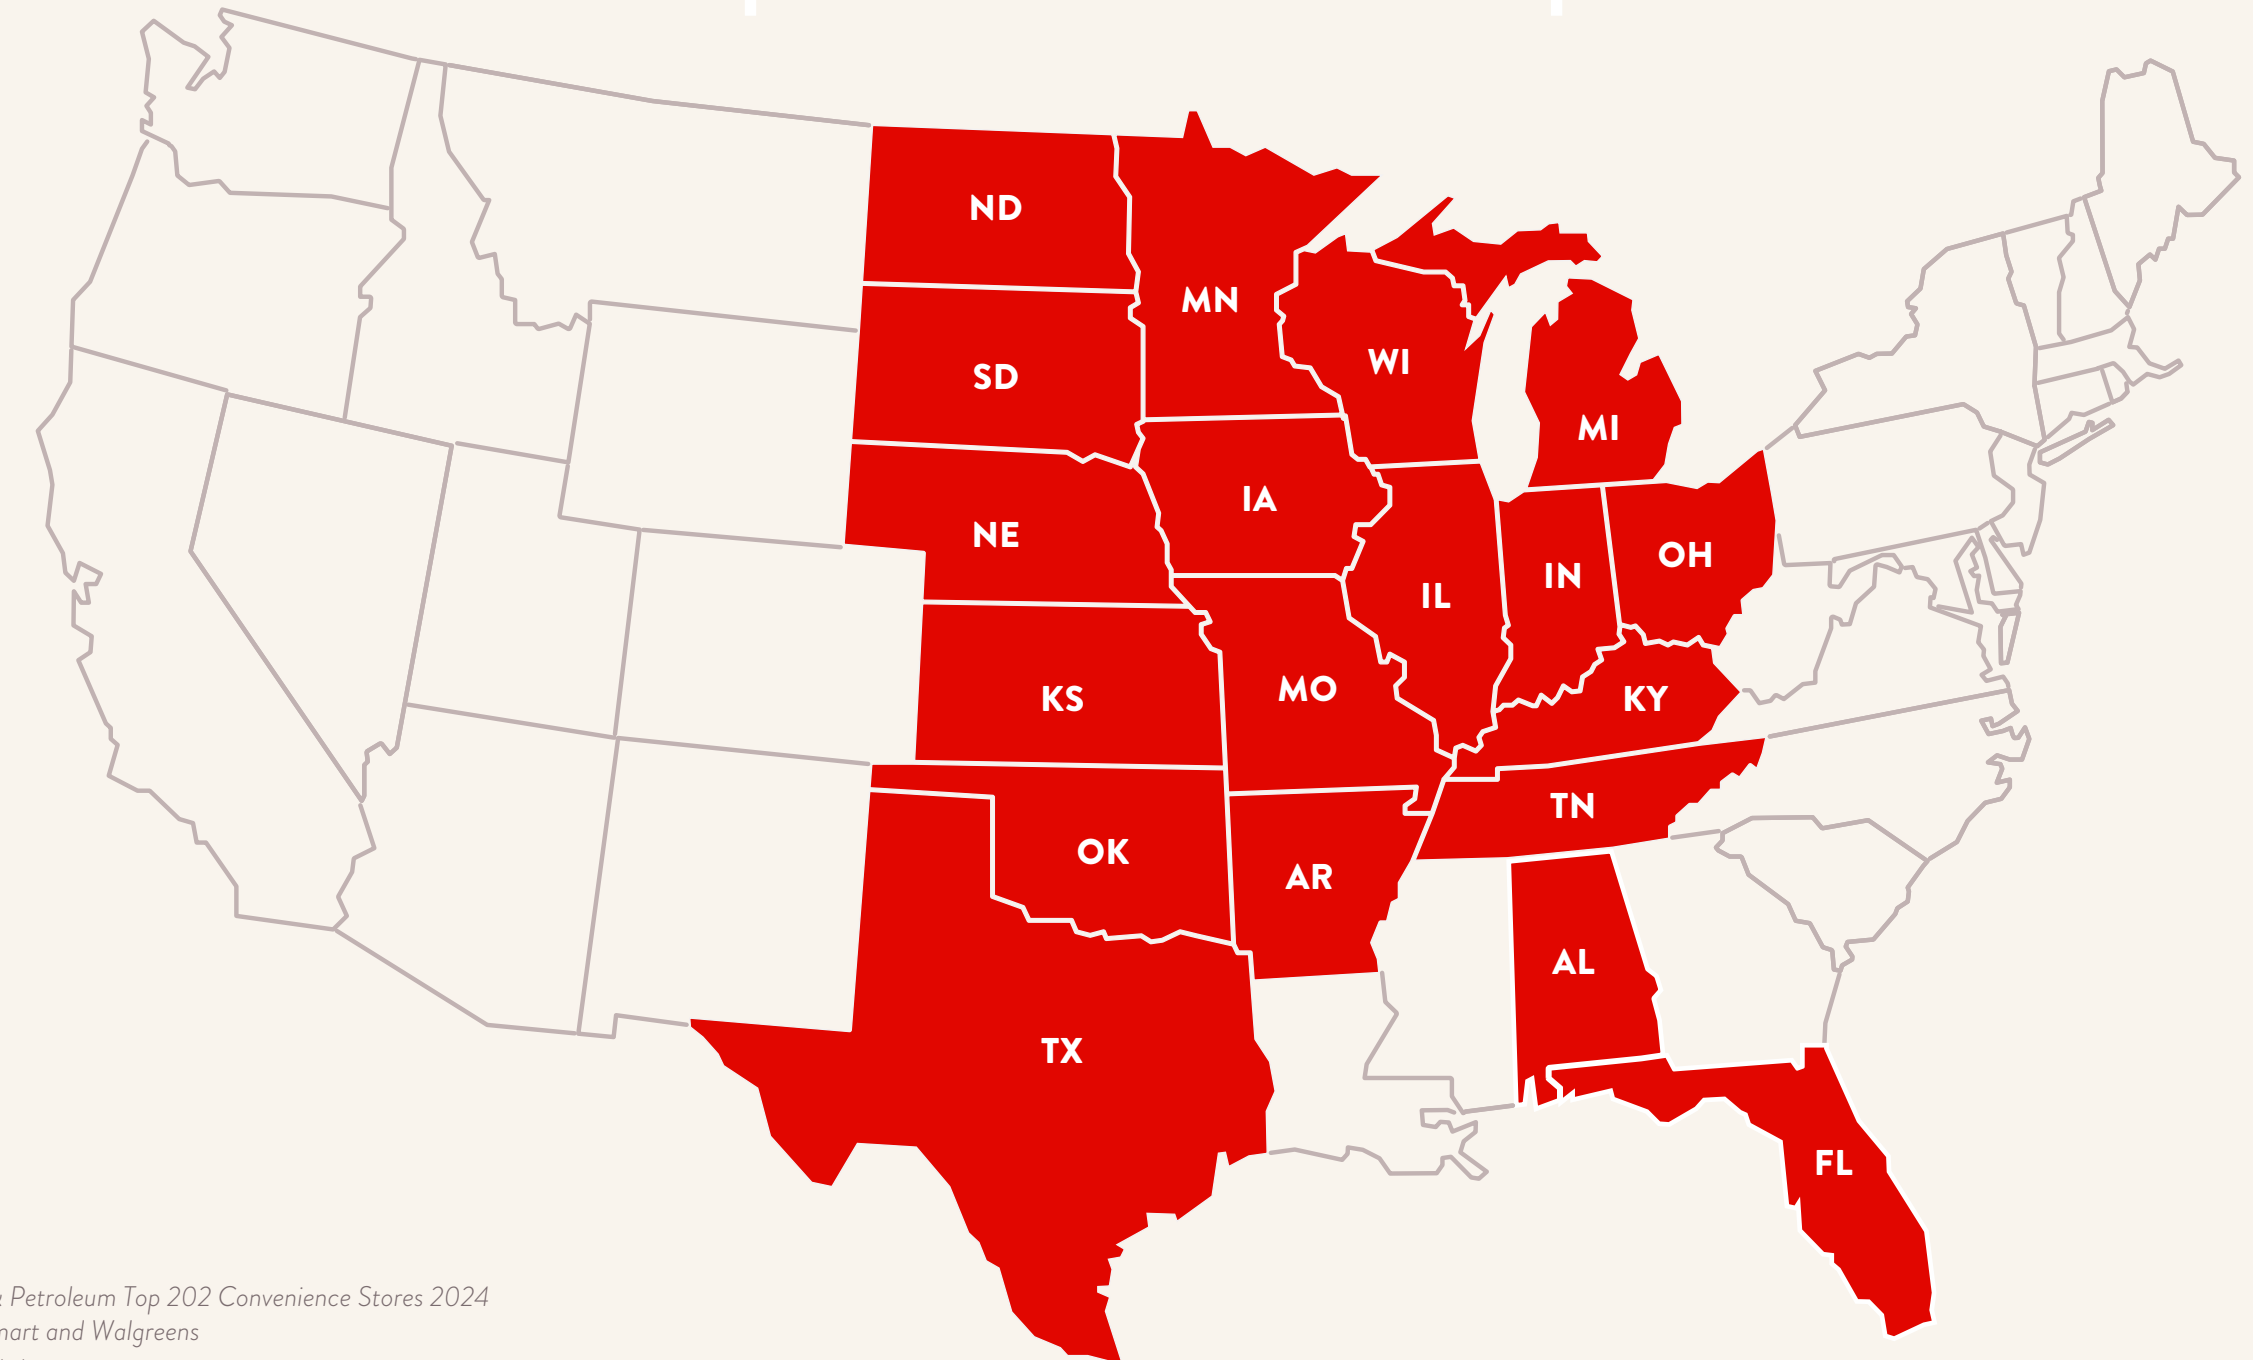 ND
MN
WI
SD
MI
IA
NE
OH
IN
IL
KS
MO
KY
TN
OK
AR
AL
TX
FL
Petroleum Top 202 Convenience Stores 2024
and Walgreens